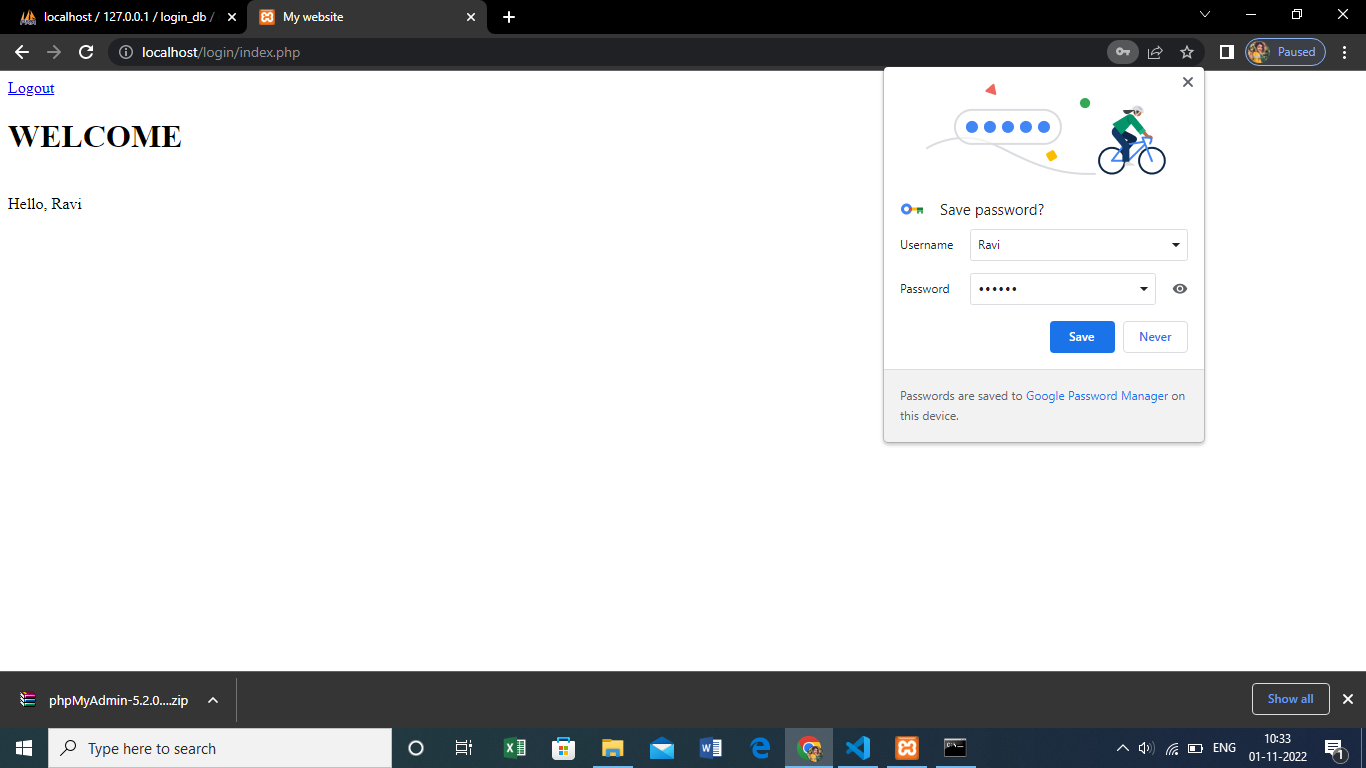 localhost / 127.0.0.1 / login_db /
My website
localhost/login/index.php
Paused
Logout
WELCOME
Hello, Ravi
Save password?
Username
Ravi
Password
••••••
Save
Never
Passwords are saved to Google Password Manager on
this device.
phpMyAdmin-5.2.0....zip
Show all
Type here to search
ENG
10:33
01-11-2022
1